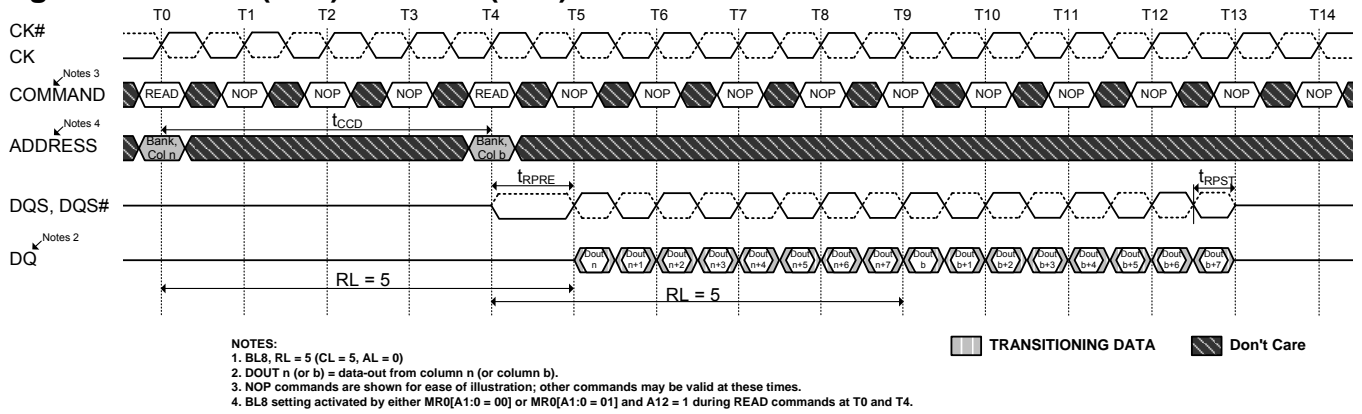 T0 T1 T2 T3 T4 T5 T6 T7 T8 T9 T10 T11 T12 T13 T14
CK#
CK
Notes 3
COMMAND READ NOP NOP NOP READ NOP NOP NOP NOP NOP NOP NOP NOP NOP NOP
tCCD
Notes 4
ADDRESS Bank, Col n Bank, Col b
tRPRE tRPST
DQS, DQS#
Notes 2
DQ Dout n Dout n+1 Dout n+2 Dout n+3 Dout n+4 Dout n+5 Dout n+6 Dout n+7 Dout b Dout b+1 Dout b+2 Dout b+3 Dout b+4 Dout b+5 Dout b+6 Dout b+7
RL = 5 RL = 5
NOTES:
1. BL8, RL = 5 (CL = 5, AL = 0)
2. DOUT n (or b) = data-out from column n (or column b).
3. NOP commands are shown for ease of illustration; other commands may be valid at these times.
4. BL8 setting activated by either MR0[A1:0 = 00] or MR0[A1:0 = 01] and A12 = 1 during READ commands at T0 and T4.
TRANSITIONING DATA Don't Care